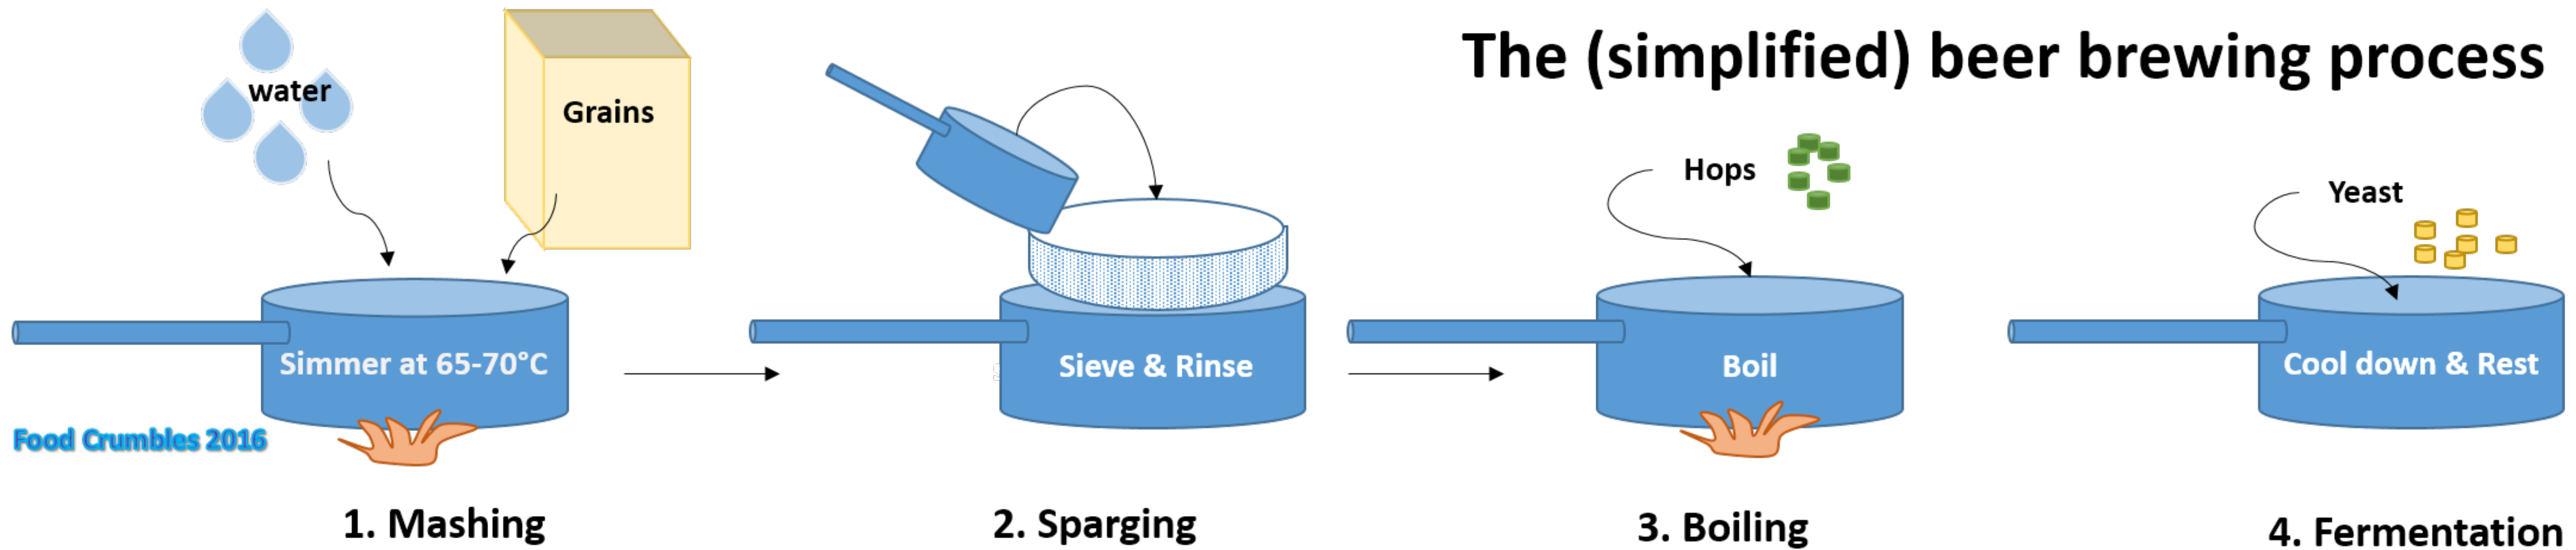 The (simplified) beer brewing process
water
Grains
Simmer at 65-70°C
Sieve & Rinse
Hops
Boil
Yeast
Cool down & Rest
Food Crumbles 2016
1. Mashing
2. Sparging
3. Boiling
4. Fermentation